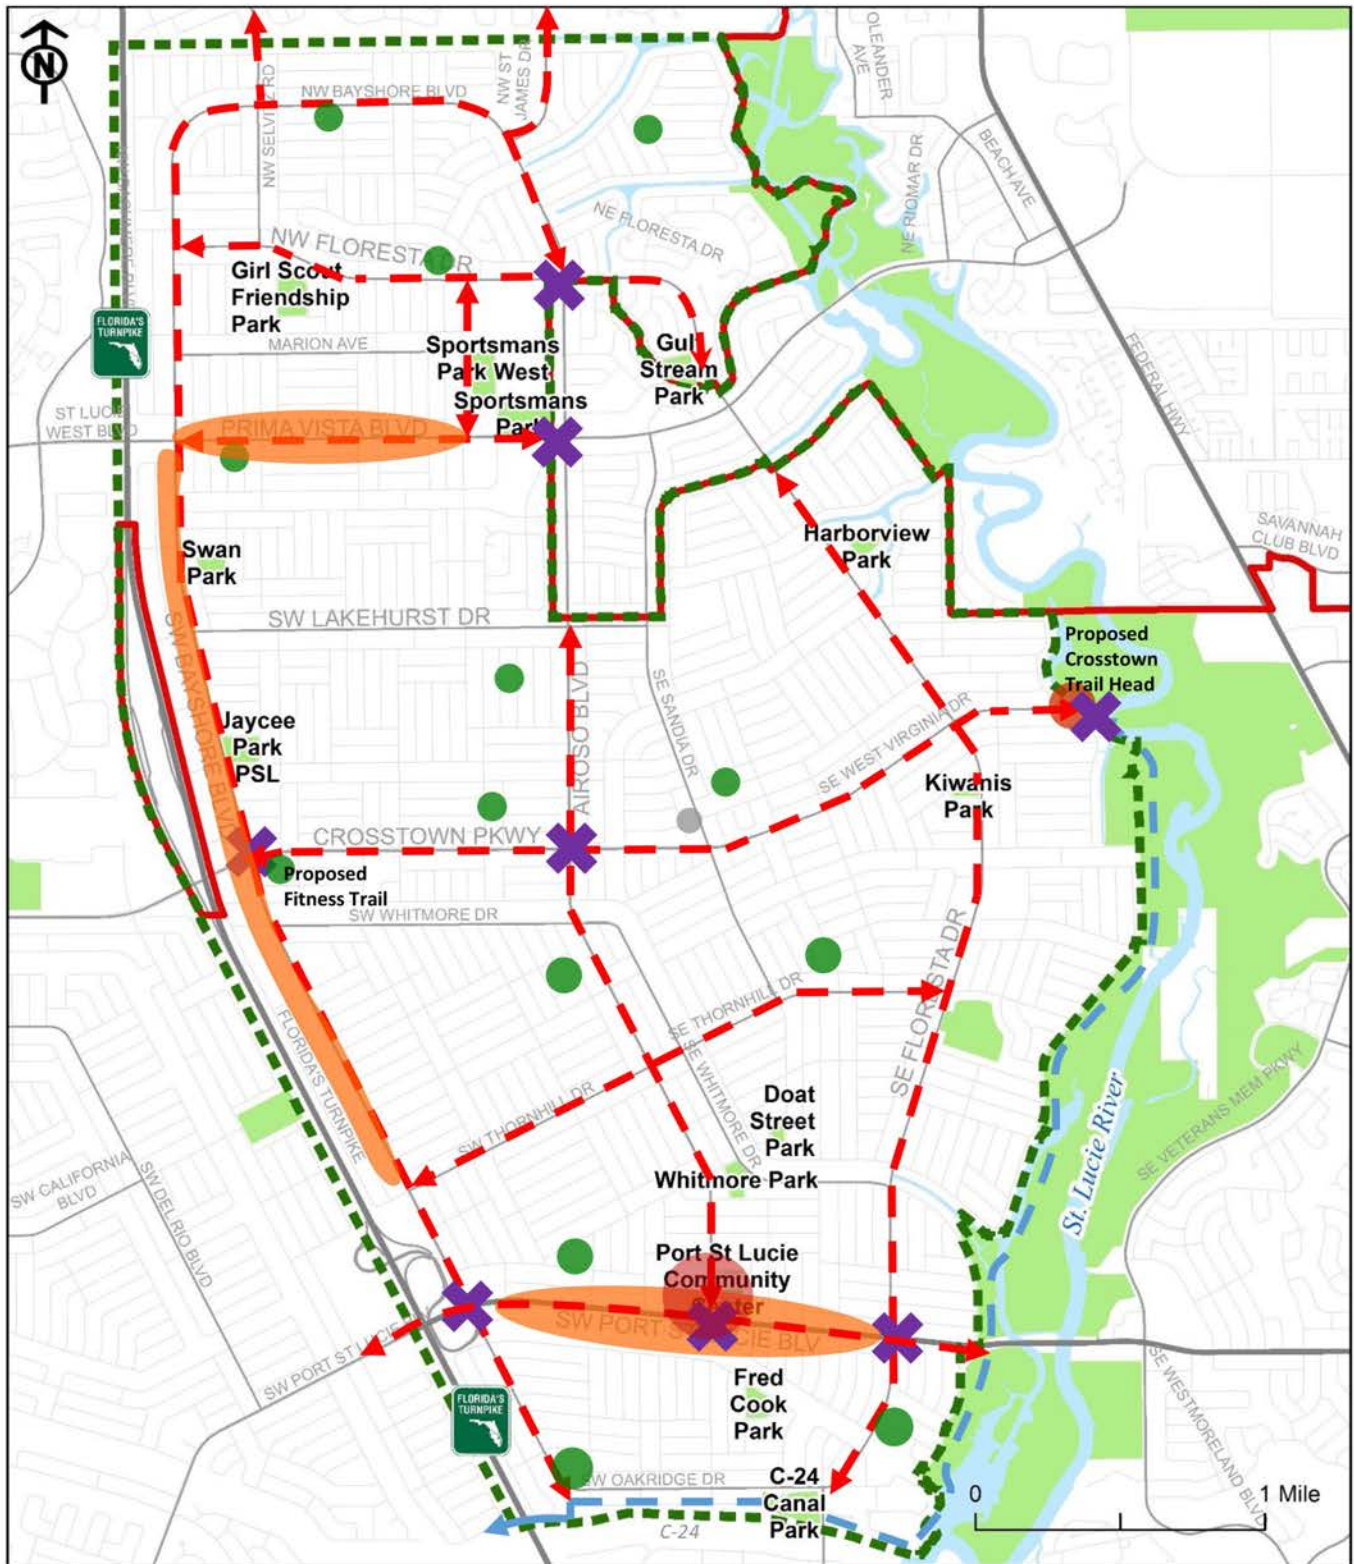 N
OLEANDER
AVE
NW ST
JAMES DR
NW SELVITZ RD
NW BAYSHORE BLVD
BEACH AVE
NE RIOMAR DR
NE FLORESTA DR
NW FLORESTA DR
Girl Scout
Friendship
Park
FLORIDA'S
TURNPIKE
MARION AVE
Sportsmans
Park West
Sportsmans
Park
Gulf
Stream
Park
FEDERAL HWY
ST LUCIE
WEST BLVD
PRIMA VISTA BLVD
Harborview
Park
SAVANNAH
CLUB BLVD
Swan
Park
SW LAKEHURST DR
SW BAYSHORE BLVD
Proposed
Crosstown
Trail Head
AIROSO BLVD
SE SANDIA DR
SE WEST VIRGINIA DR
Jaycee
Park
PSL
Kiwanis
Park
CROSSTOWN PKWY
Proposed
Fitness Trail
SW WHITMORE DR
SE FLORESTA DR
SE THORNHILL DR
FLORIDA'S TURNPIKE
SE WHITMORE DR
SW THORNHILL DR
Doat
Street
Park
SE VETERANS MEM PKWY
St. Lucie River
SW CALIFORNIA
BLVD
SW DEL RIO BLVD
Whitmore Park
Port St Lucie
Community
Center
SW PORT ST LUCIE BLV
SW PORT ST LUCIE
SE WESTMORELAND BLVD
Fred
Cook
Park
FLORIDA'S
TURNPIKE
SW OAKRIDGE DR
C-24
Canal
Park
C-24
0
1 Mile